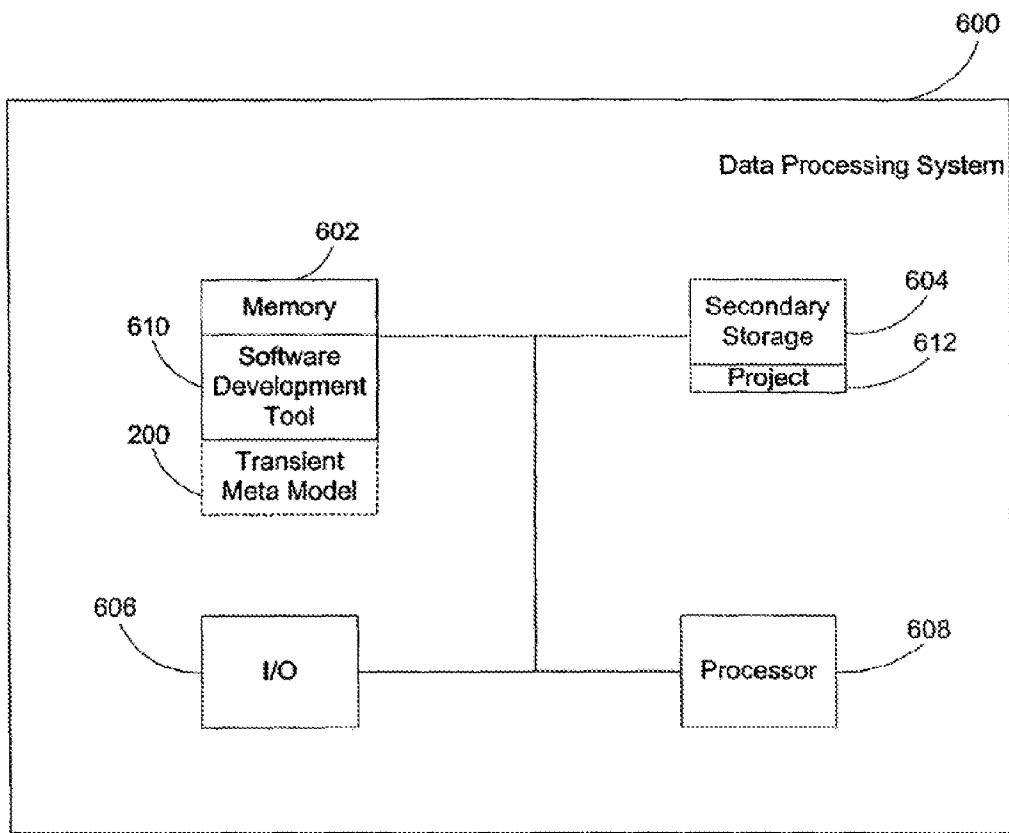 600
Data Processing System
602
Memory
610
Software
Development
Tool
200
Transient
Meta Model
604
Secondary
Storage
612
Project
606
I/O
608
Processor